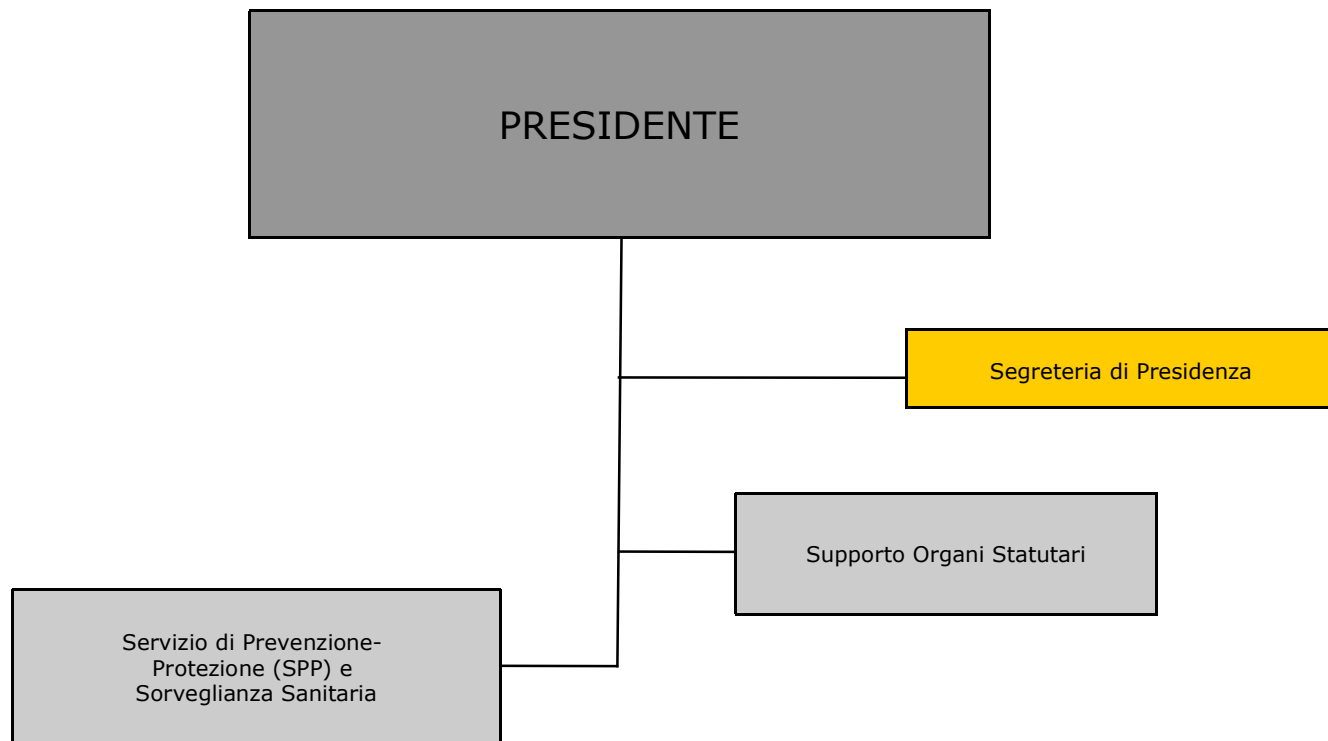 PRESIDENTE
Segreteria di Presidenza
Supporto Organi Statutari
Servizio di Prevenzione-
Protezione (SPP) e
Sorveglianza Sanitaria